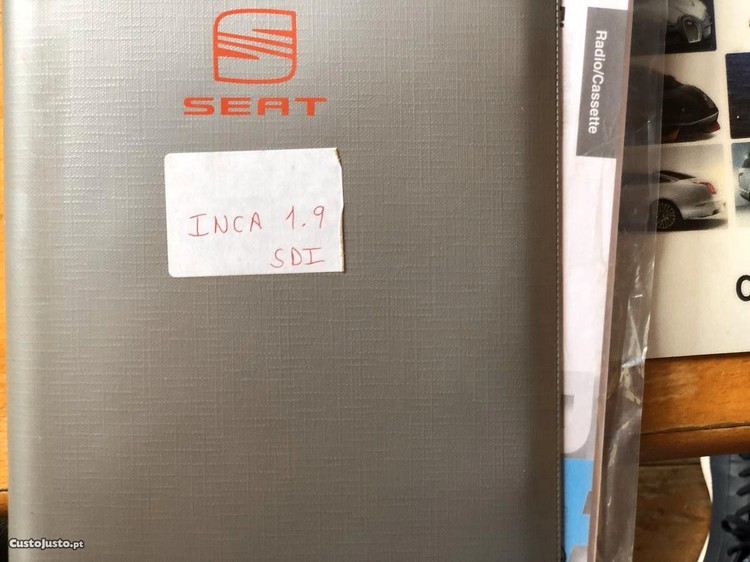 SEAT
INCA 1.9
SDI
Radio/Cassette
CustoJusto.pt